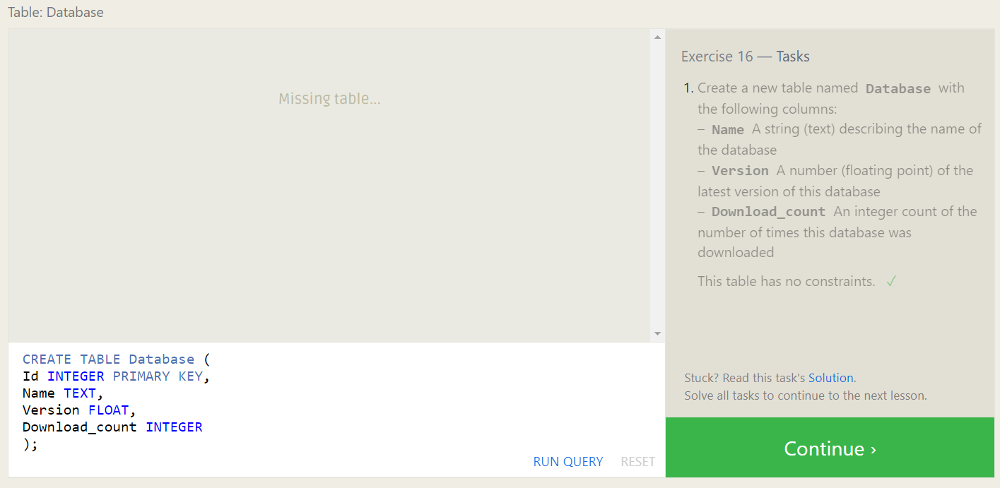 Table: Database
Missing table...
CREATE TABLE Database (
Id INTEGER PRIMARY KEY,
Name TEXT,
Version FLOAT,
Download_count INTEGER
);
RUN QUERY RESET
Exercise 16 — Tasks
1. Create a new table named Database with
the following columns:
– Name A string (text) describing the name of
the database
– Version A number (floating point) of the
latest version of this database
– Download_count An integer count of the
number of times this database was
downloaded
This table has no constraints. ✓
Stuck? Read this task's Solution.
Solve all tasks to continue to the next lesson.
Continue ›